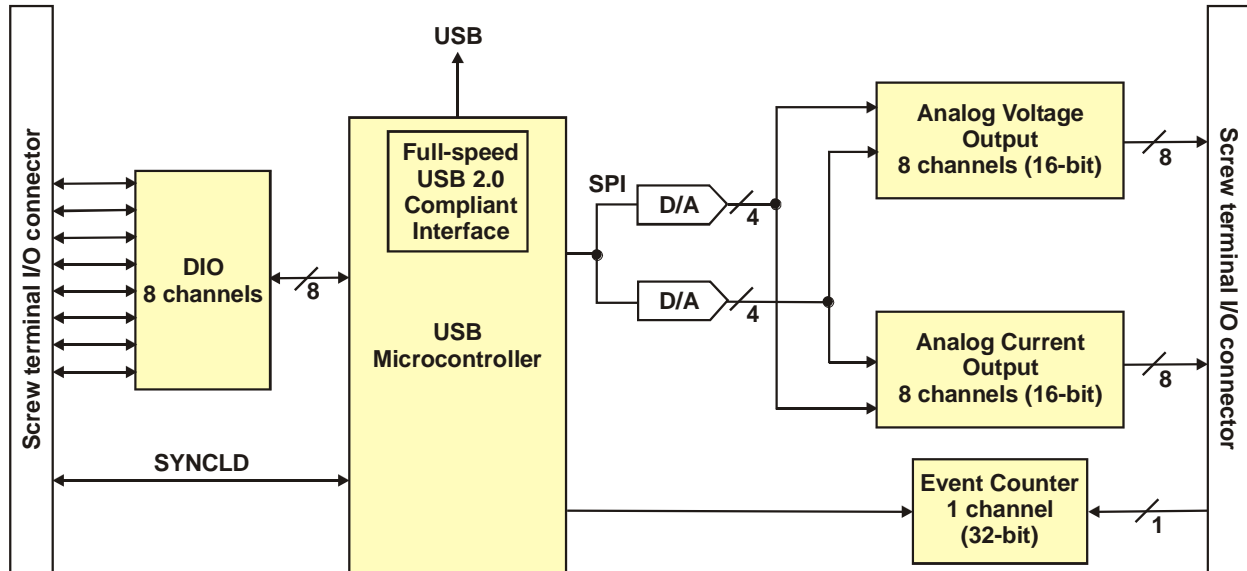 Screw terminal I/O connector
DIO
8 channels
8
SYNCLD
USB
Full-speed
USB 2.0
Compliant
Interface
USB
Microcontroller
SPI
D/A
4
D/A
4
Analog Voltage
Output
8 channels (16-bit)
8
Analog Current
Output
8 channels (16-bit)
8
Event Counter
1 channel
(32-bit)
1
Screw terminal I/O connector